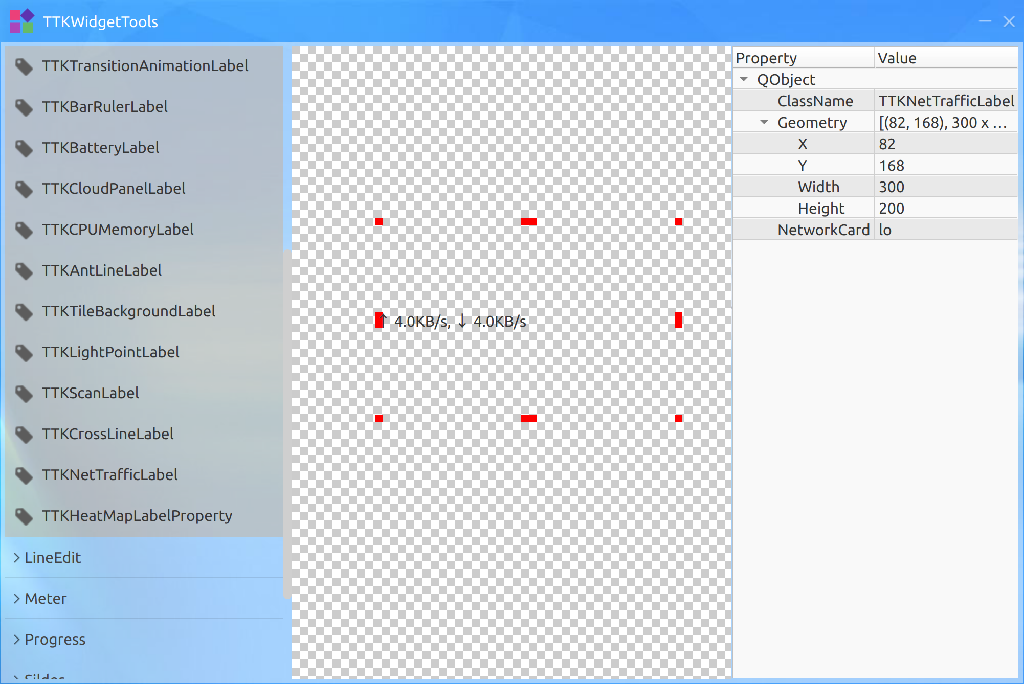 TTKWidgetTools
TTKTransitionAnimationLabel
TTKBarRulerLabel
TTKBatteryLabel
TTKCloudPanelLabel
TTKCPUMemoryLabel
TTKAntLineLabel
TTKTileBackgroundLabel
TTKLightPointLabel
TTKScanLabel
TTKCrossLineLabel
TTKNetTrafficLabel
TTKHeatMapLabelProperty
LineEdit
Meter
Progress
Sildes
↑ 4.0KB/s, ↓ 4.0KB/s
Property Value
QObject
ClassName TTKNetTrafficLabel
Geometry [(82, 168), 300 x ...
X 82
Y 168
Width 300
Height 200
NetworkCard lo